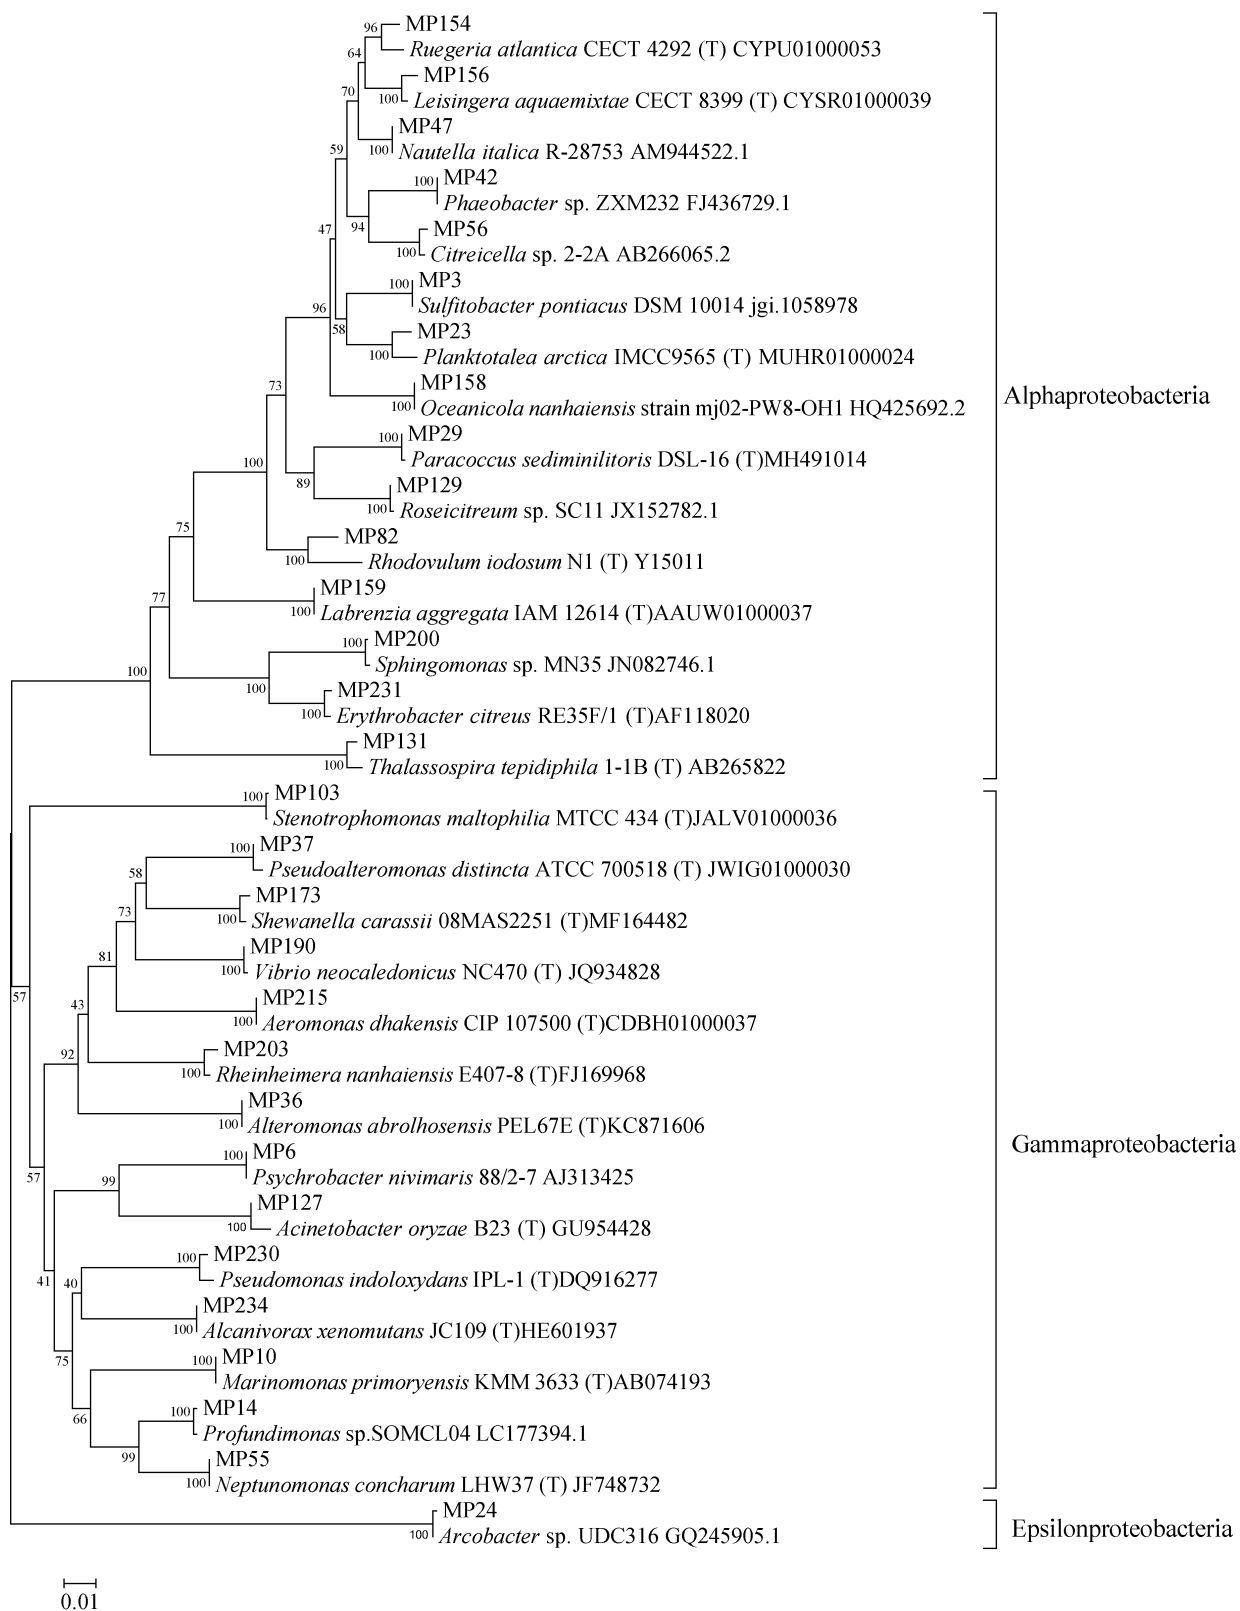 96 MP154
Ruegeria atlantica CECT 4292 (T) CYPU01000053
64
MP156
70 100 Leisingera aquaemixtae CECT 8399 (T) CYSR01000039
MP47
59 100 Nautella italica R-28753 AM944522.1
100 MP42
Phaeobacter sp. ZXM232 FJ436729.1
47 94 MP56
100 Citreicella sp. 2-2A AB266065.2
100 MP3
96 Sulfitobacter pontiacus DSM 10014 jgi.1058978
58 MP23
100 Planktotalea arctica IMCC9565 (T) MUHR01000024
73 MP158
100 Oceanicola nanhaiensis strain mj02-PW8-OH1 HQ425692.2
Alphaproteobacteria
100 MP29
100 Paracoccus sediminilitoris DSL-16 (T)MH491014
89 MP129
100 Roseicitreum sp. SC11 JX152782.1
75 MP82
100 Rhodovulum iodosum N1 (T) Y15011
77 MP159
100 Labrenzia aggregata IAM 12614 (T)AAUW01000037
100 MP200
100 Sphingomonas sp. MN35 JN082746.1
100 MP231
100 Erythrobacter citreus RE35F/1 (T)AF118020
MP131
100 Thalassospira tepidiphila 1-1B (T) AB265822
100 MP103
Stenotrophomonas maltophilia MTCC 434 (T)JALV01000036
100 MP37
58 Pseudoalteromonas distincta ATCC 700518 (T) JWIG01000030
73 MP173
100 Shewanella carassii 08MAS2251 (T)MF164482
81 MP190
100 Vibrio neocaledonicus NC470 (T) JQ934828
57 43 MP215
100 Aeromonas dhakensis CIP 107500 (T)CDBH01000037
92 MP203
100 Rheinheimera nanhaiensis E407-8 (T)FJ169968
MP36
100 Alteromonas abrolhosensis PEL67E (T)KC871606
Gammaproteobacteria
100 MP6
57 99 Psychrobacter nivimaris 88/2-7 AJ313425
MP127
100 Acinetobacter oryzae B23 (T) GU954428
100 MP230
41 40 Pseudomonas indoloxydans IPL-1 (T)DQ916277
MP234
100 Alcanivorax xenomutans JC109 (T)HE601937
75 100 MP10
Marinomonas primoryensis KMM 3633 (T)AB074193
66 100 MP14
Profundimonas sp.SOMCL04 LC177394.1
99 MP55
100 Neptunomonas concharum LHW37 (T) JF748732
MP24
100 Arcobacter sp. UDC316 GQ245905.1
Epsilonproteobacteria
0.01